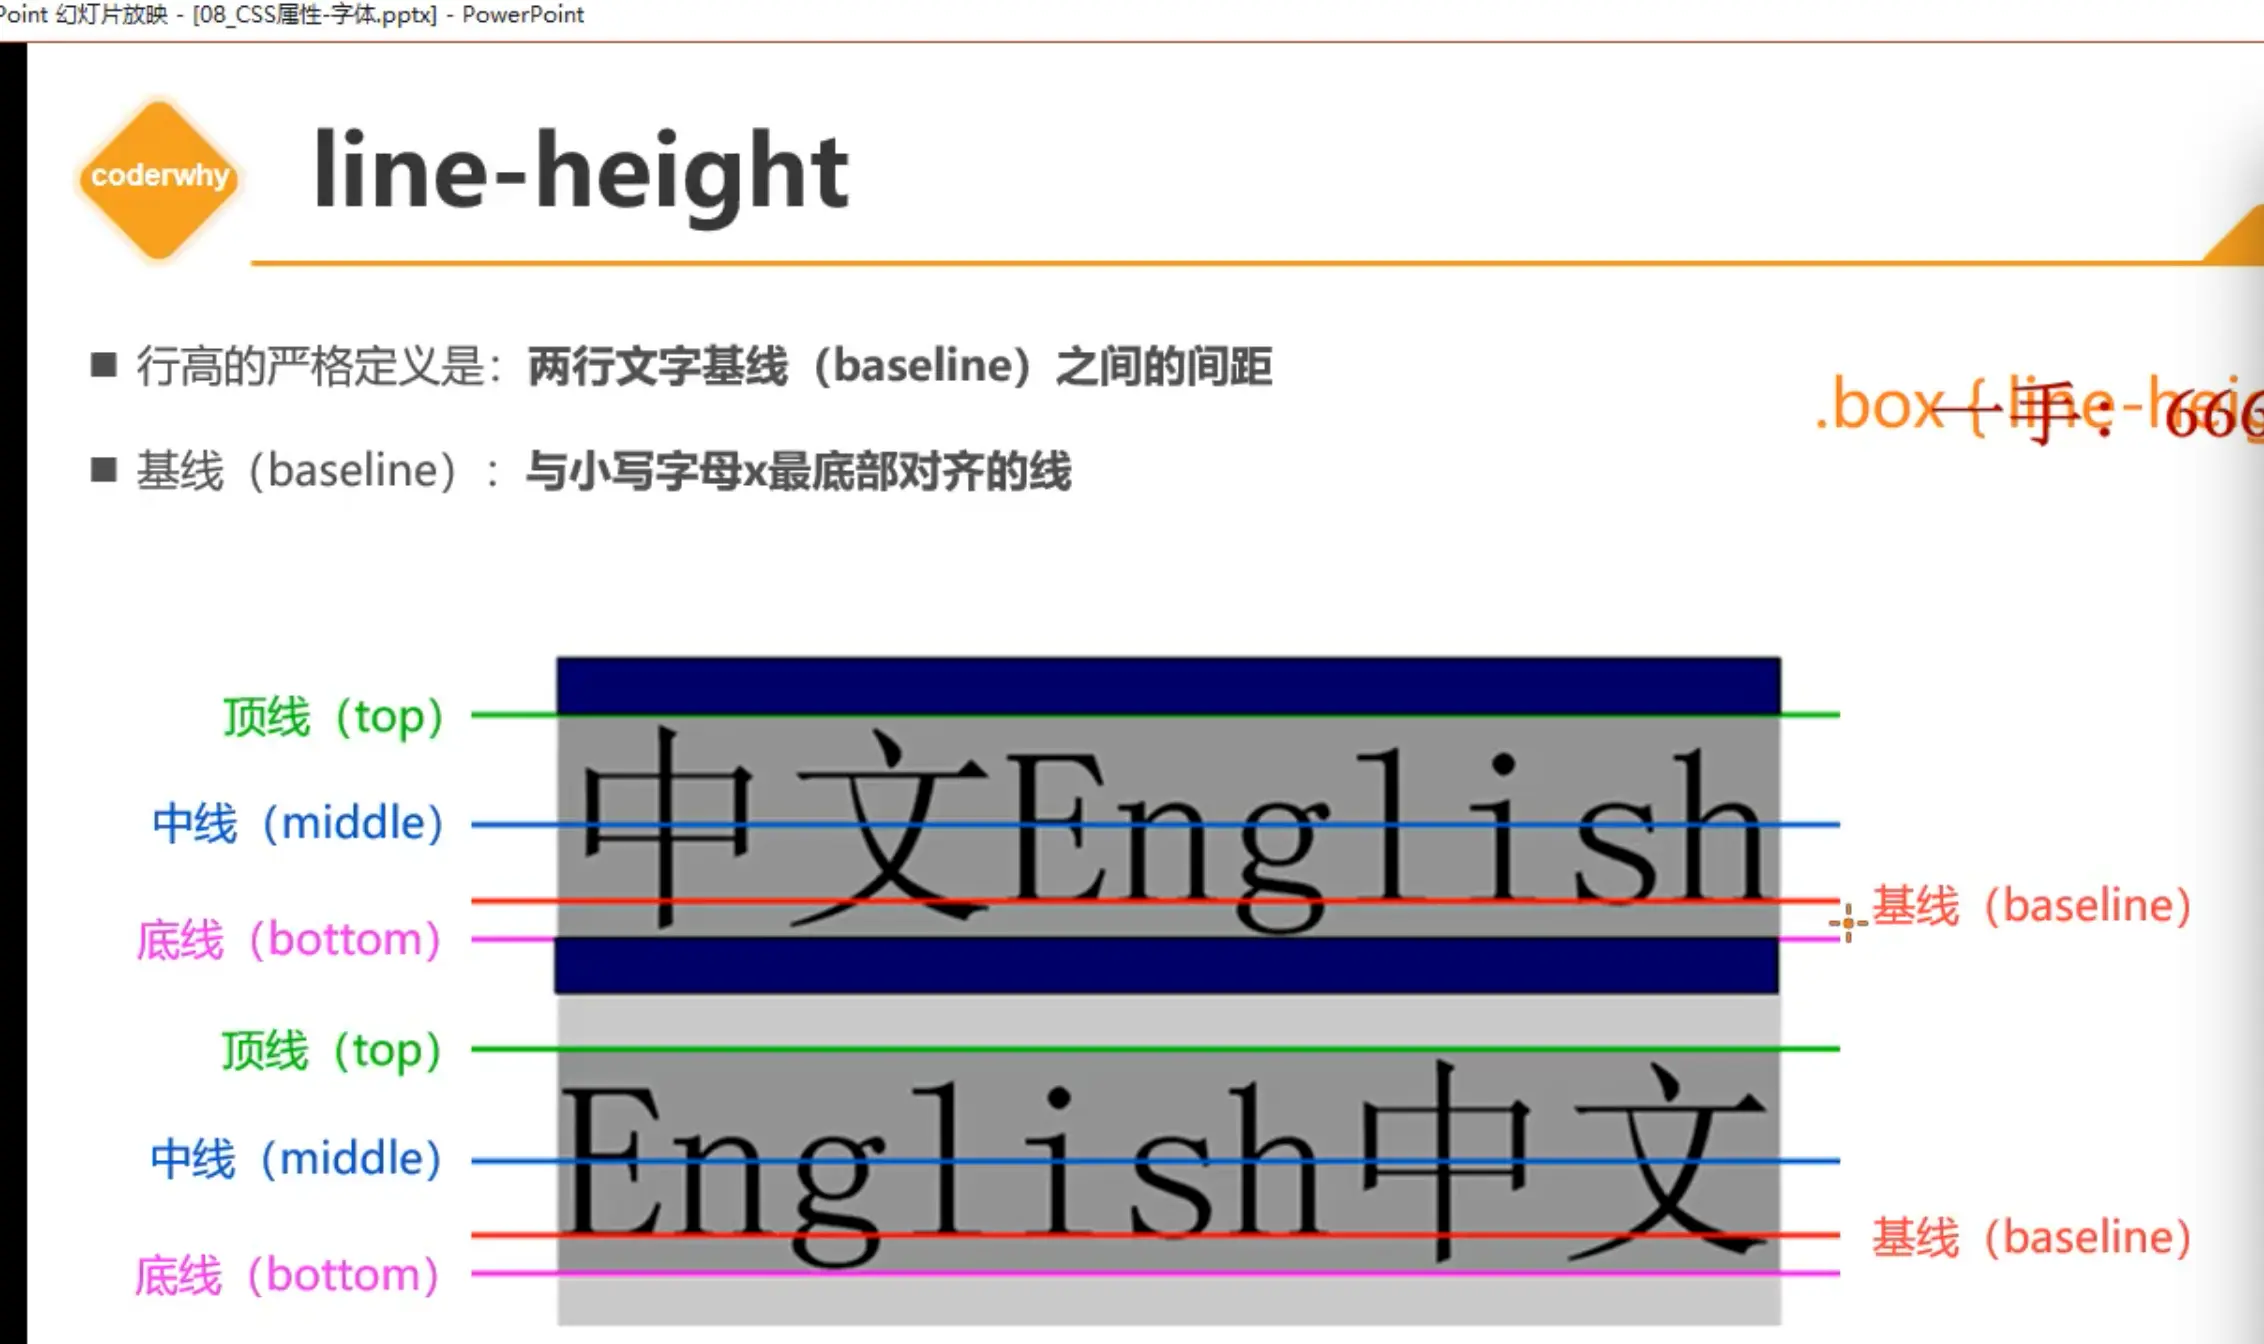 Point 幻灯片放映 - [08_CSS属性-字体.pptx] - PowerPoint
coderwhy
line-height
行高的严格定义是：两行文字基线（baseline）之间的间距
.box { line-heig
一手：666
基线（baseline）：与小写字母x最底部对齐的线
顶线（top）
中文English
中线（middle）
基线（baseline）
底线（bottom）
顶线（top）
English中文
中线（middle）
基线（baseline）
底线（bottom）